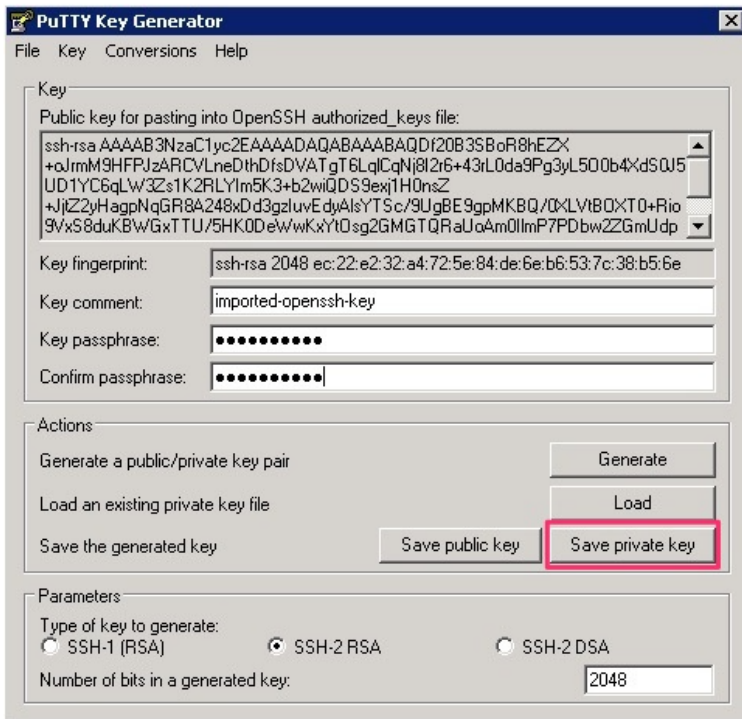 PuTTY Key Generator
File Key Conversions Help
Key
Public key for pasting into OpenSSH authorized_keys file:
ssh-rsa AAAAB3NzaC1yc2EAAAADAQABAAABAQDf20B3SBoR8hEZX
+oJrmM9HFPJzARCVLneDthDfsDVATgT6LqlCqNj8I2r6+43rL0da9Pg3yL5O0b4XdS0J5
UD1YC6qLW3Zs1K2RLYIm5K3+b2wiQDS9exj1H0nsZ
+JjtZ2yHagpNqGR8A248xDd3gzIuvEdyAlsYTSc/9UgBE9gpMKBQ/0XLVtBOXT0+Rio
9VxS8duKBWGxTTU/5HK0DeWwKxYtOsg2GMGTQRaUoAm0IlmP7PDbw2ZGmUdp
Key fingerprint: ssh-rsa 2048 ec:22:e2:32:a4:72:5e:84:de:6e:b6:53:7c:38:b5:6e
Key comment: imported-openssh-key
Key passphrase: ●●●●●●●●●●
Confirm passphrase: ●●●●●●●●●●
Actions
Generate a public/private key pair Generate
Load an existing private key file Load
Save the generated key Save public key Save private key
Parameters
Type of key to generate:
SSH-1 (RSA) SSH-2 RSA SSH-2 DSA
Number of bits in a generated key: 2048